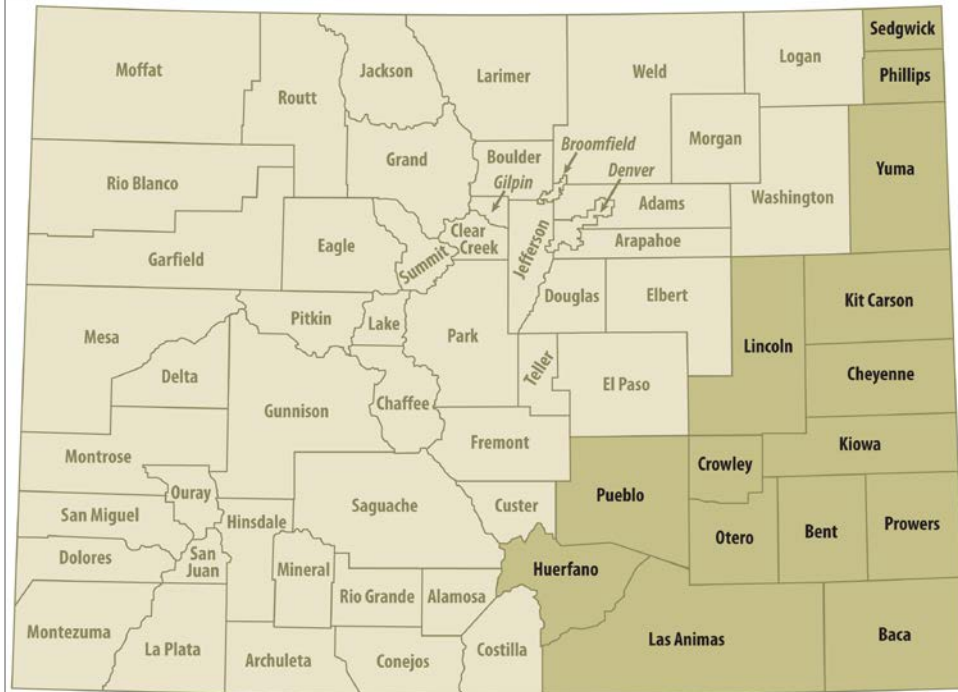 Sedgwick
Logan
Moffat
Jackson
Larimer
Weld
Phillips
Routt
Morgan
Broomfield
Grand
Boulder
Denver
Yuma
Rio Blanco
Gilpin
Washington
Adams
Clear
Creek
Eagle
Summit
Jefferson
Arapahoe
Garfield
Douglas
Elbert
Kit Carson
Mesa
Pitkin
Lake
Park
Lincoln
Teller
Cheyenne
Delta
El Paso
Gunnison
Chaffee
Fremont
Kiowa
Montrose
Crowley
Ouray
Pueblo
San Miguel
Hinsdale
Saguache
Custer
Otero
Bent
Prowers
Dolores
San
Juan
Mineral
Huerfano
Rio Grande
Alamosa
Montezuma
La Plata
Archuleta
Conejos
Costilla
Las Animas
Baca